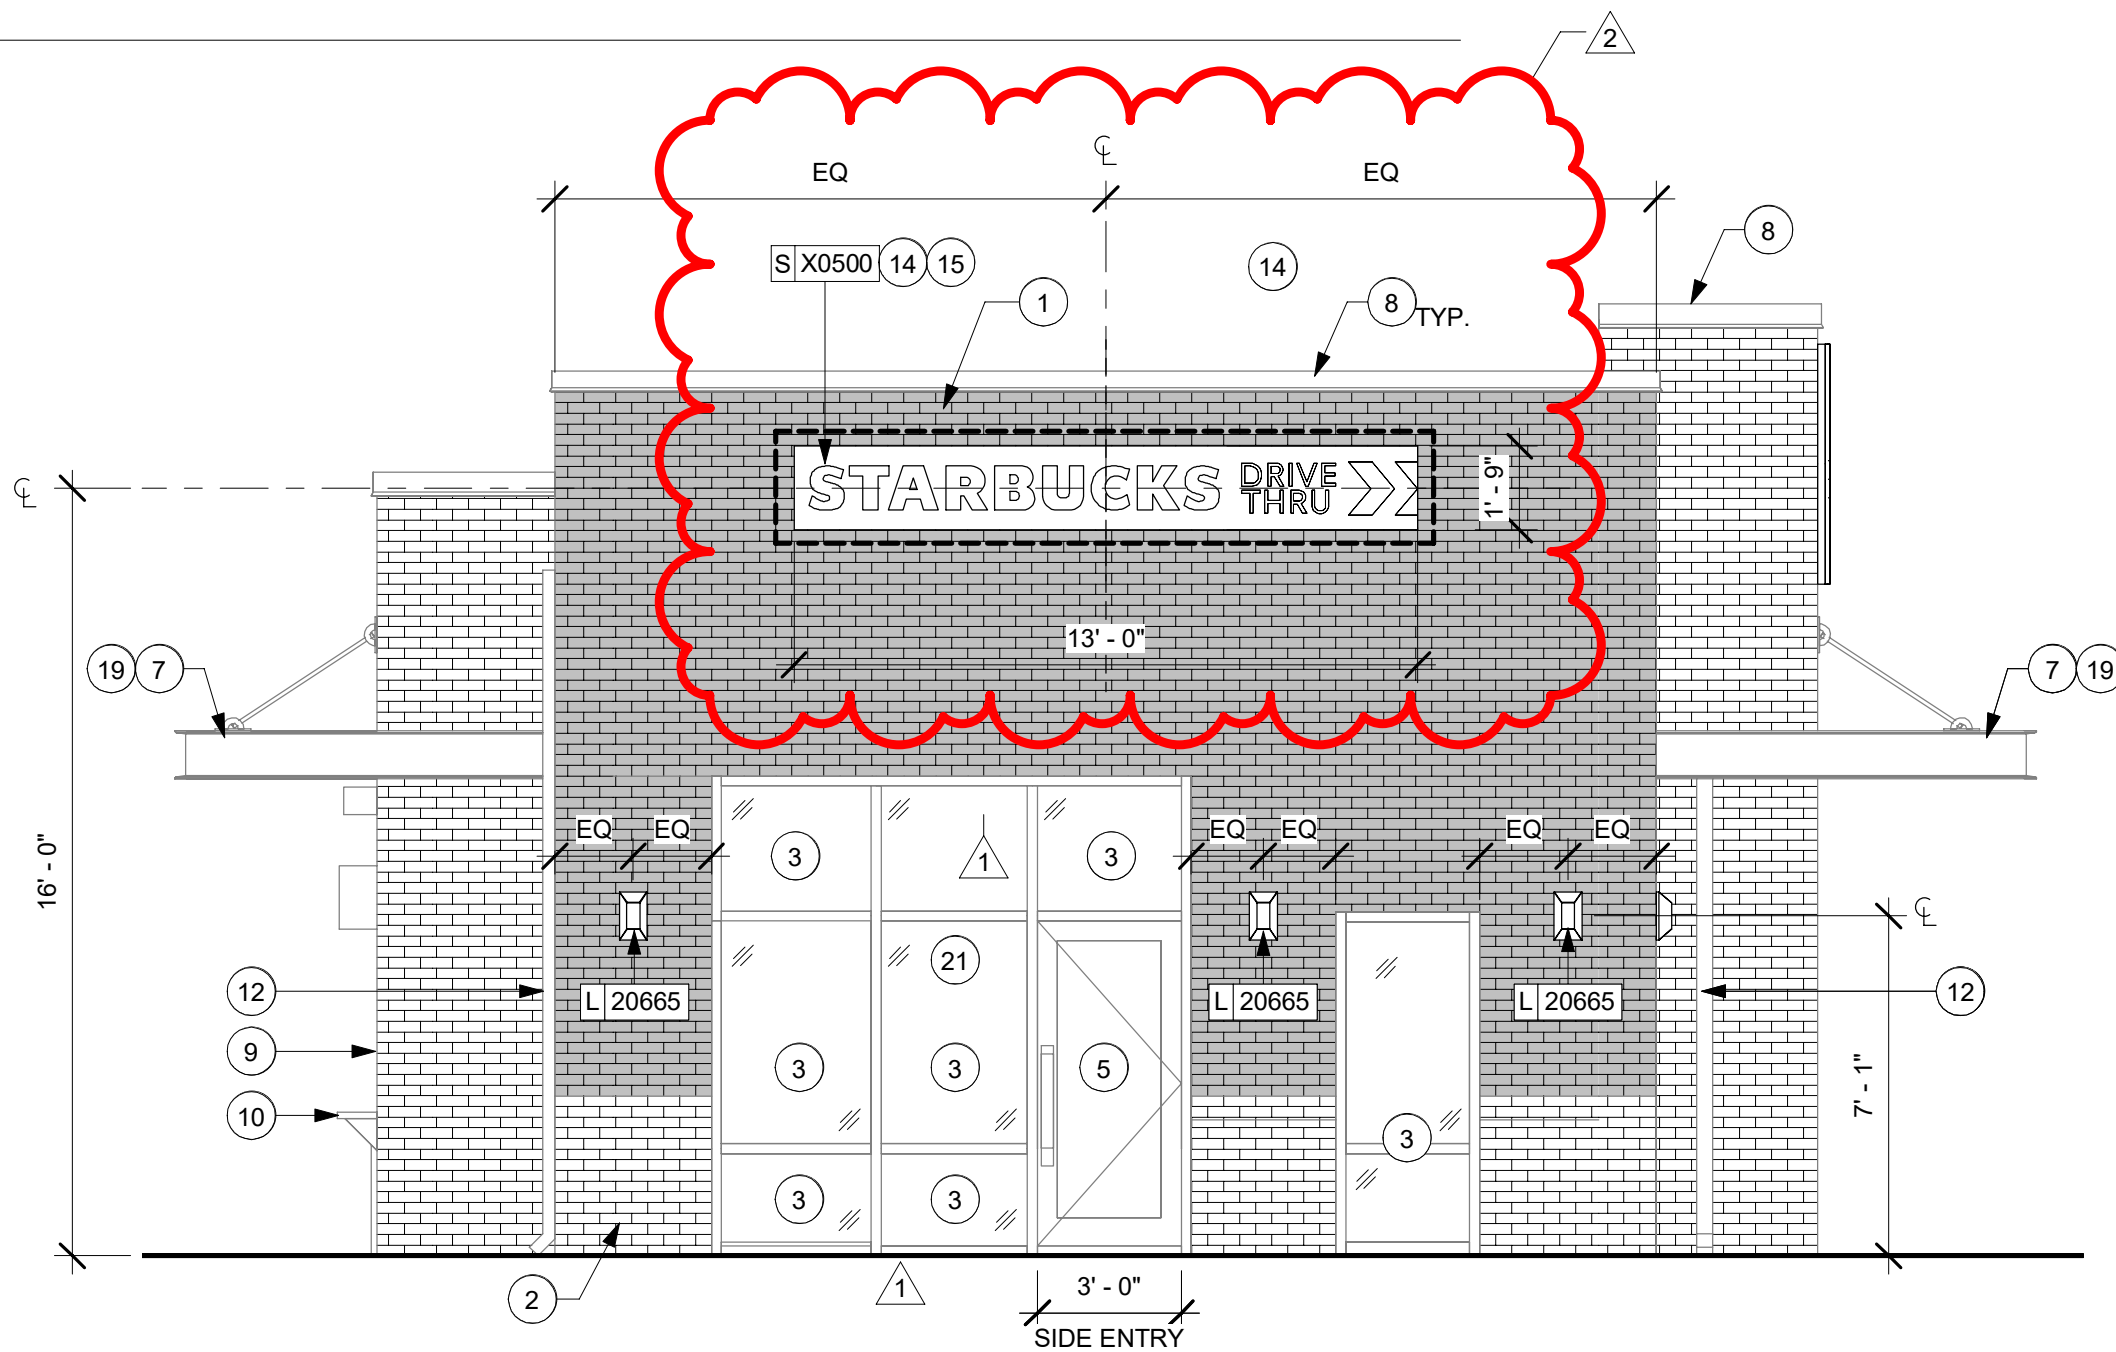 2
℄
EQ EQ
8
S X0500 14 15
14
1
8 TYP.
STARBUCKS DRIVE THRU
℄
1' - 9"
13' - 0"
19 7
7 19
EQ EQ
EQ EQ
EQ EQ
3
1
3
16' - 0"
℄
21
12
L 20665
L 20665
L 20665
12
9
3
3
5
7' - 1"
10
3
3
3
2
1
3' - 0"
SIDE ENTRY